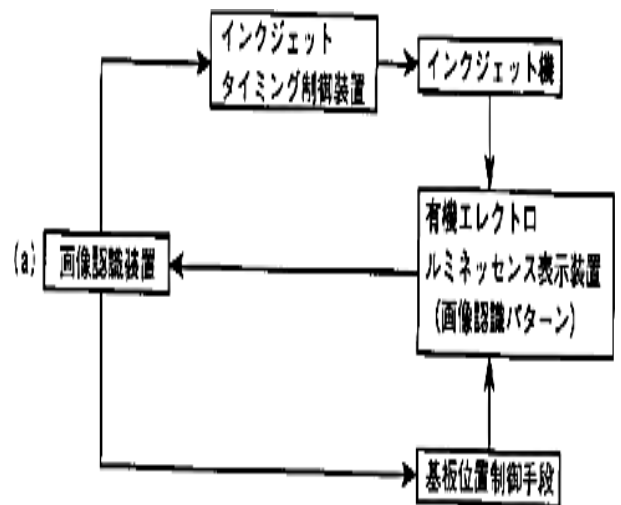 インクジェット
タイミング制御装置
インクジェット機
(a)
画像認識装置
有機エレクトロ
ルミネッセンス表示装置
(画像認識パターン)
基板位置制御手段